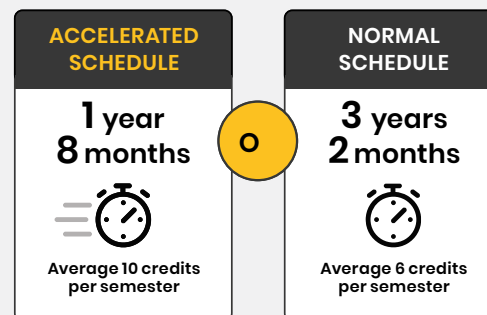 ACCELERATED
SCHEDULE
1 year
8 months
Average 10 credits
per semester
O
NORMAL
SCHEDULE
3 years
2 months
Average 6 credits
per semester